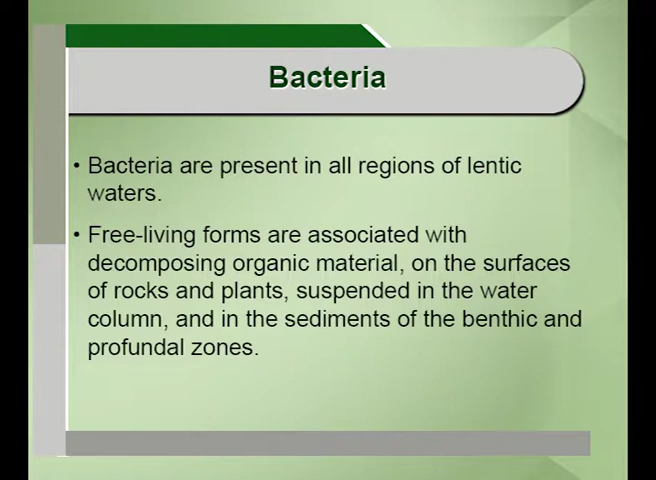 Bacteria
• Bacteria are present in all regions of lentic
waters.
• Free-living forms are associated with
decomposing organic material, on the surfaces
of rocks and plants, suspended in the water
column, and in the sediments of the benthic and
profundal zones.